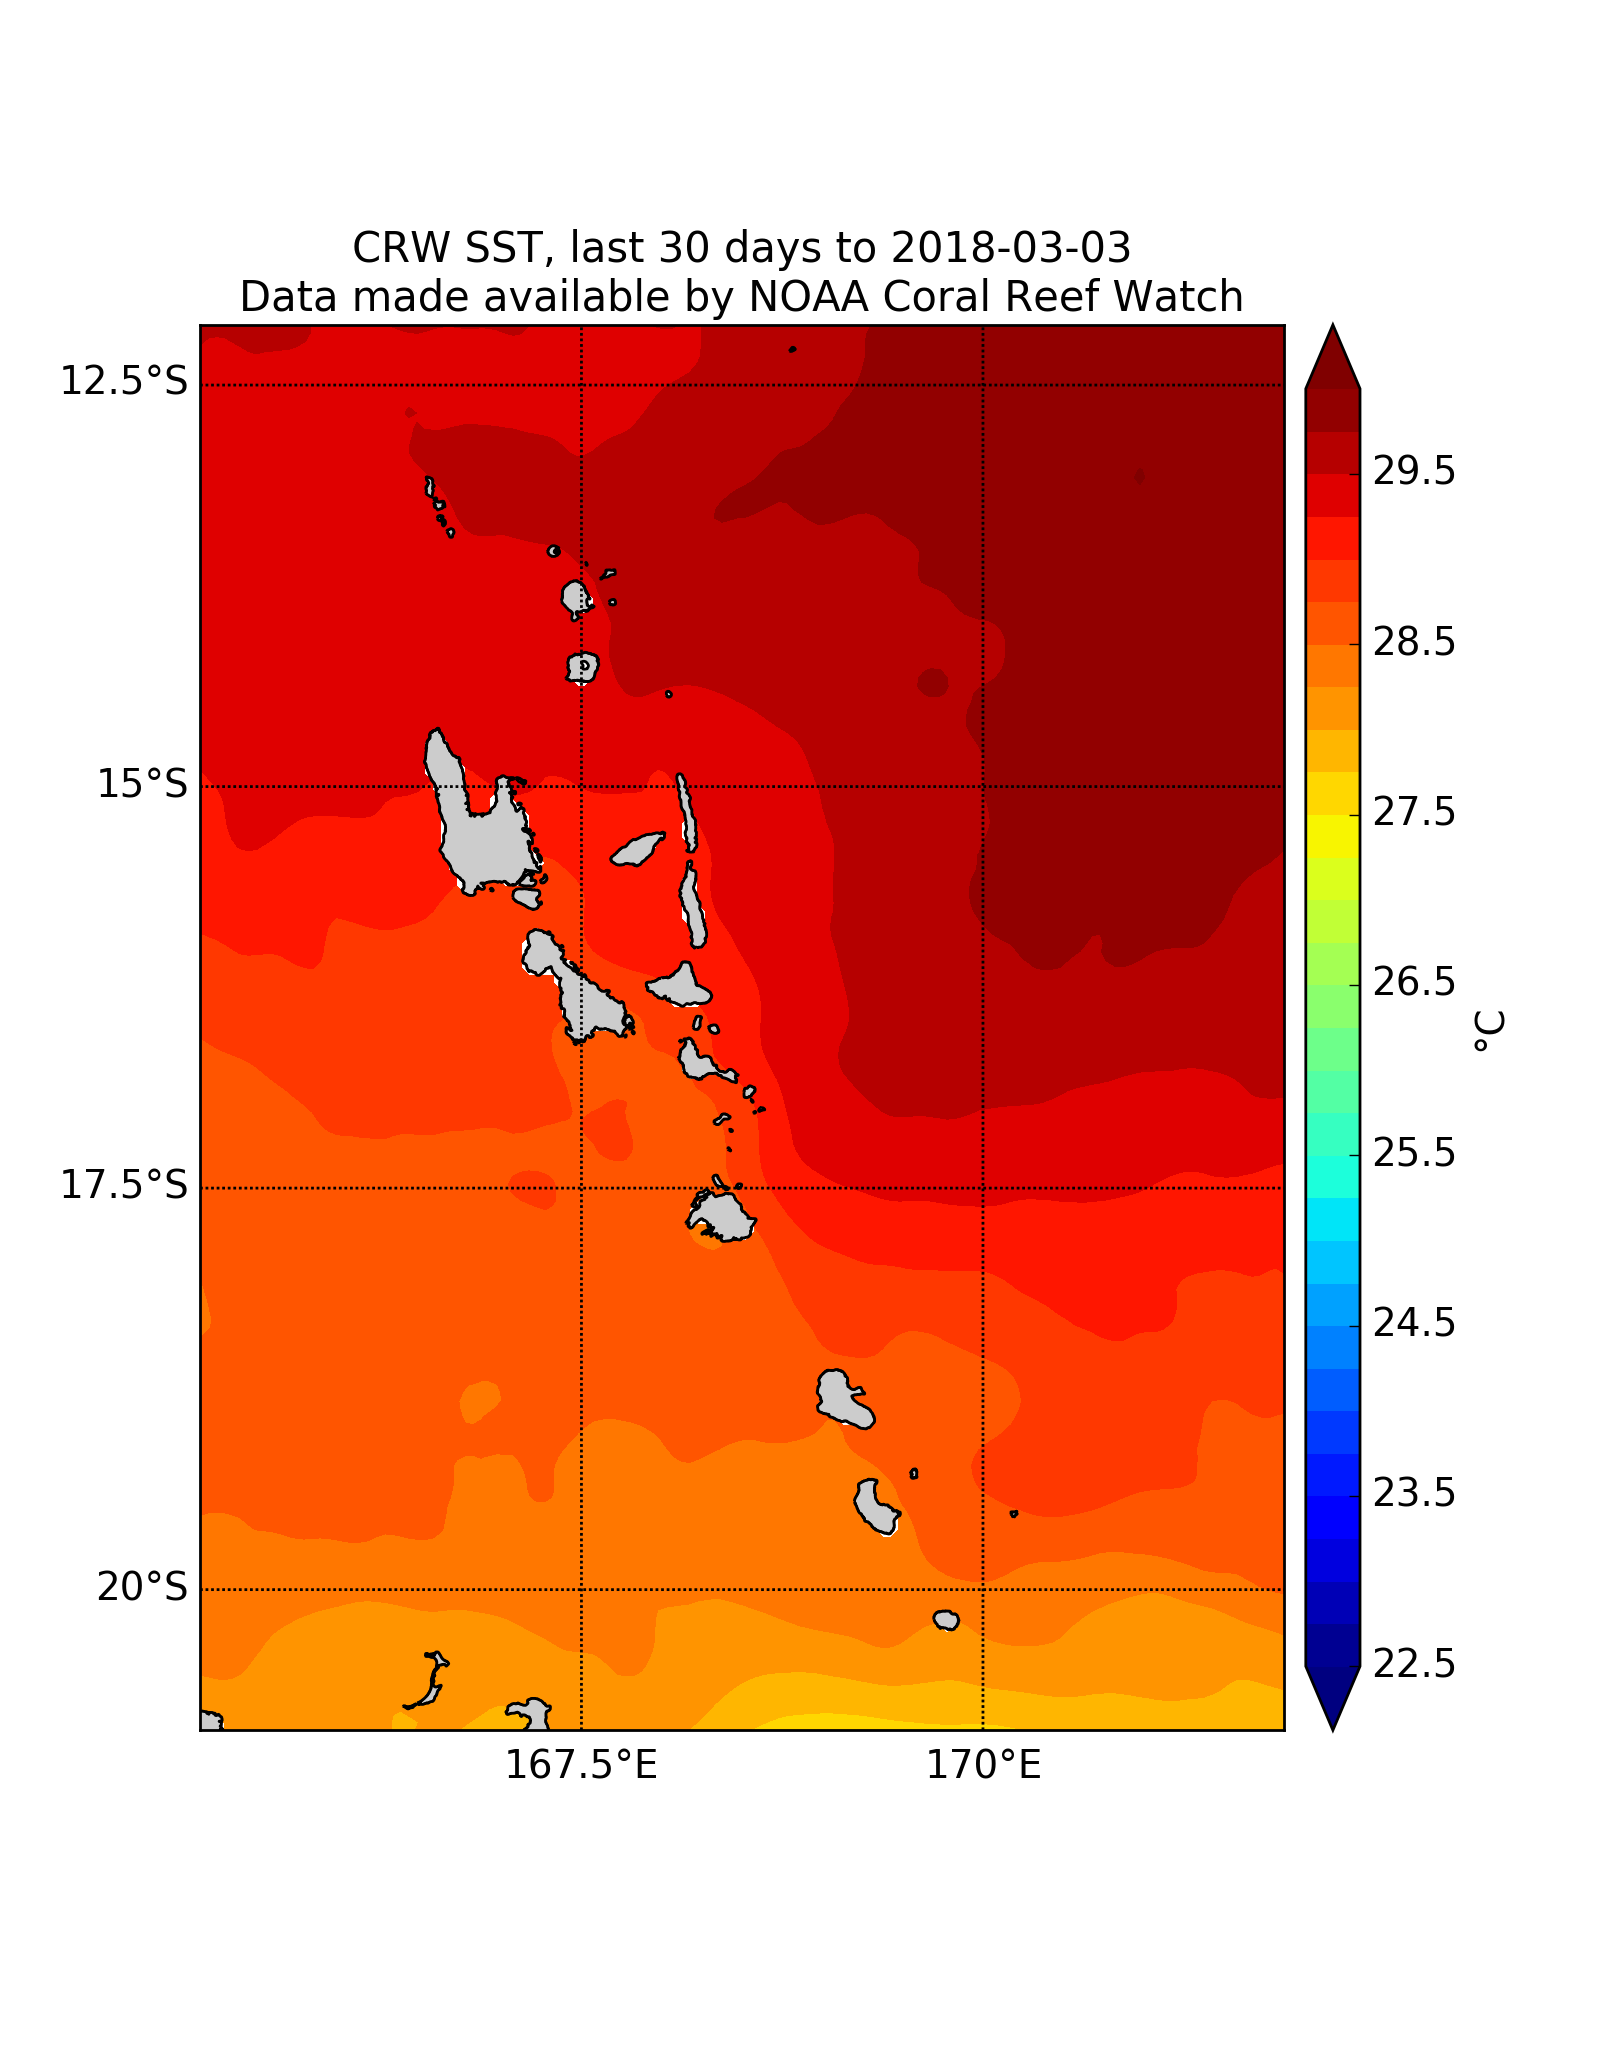 CRW SST, last 30 days to 2018-03-03
Data made available by NOAA Coral Reef Watch
12.5°S
15°S
17.5°S
20°S
167.5°E
170°E
29.5
28.5
27.5
26.5
25.5
24.5
23.5
22.5
°C